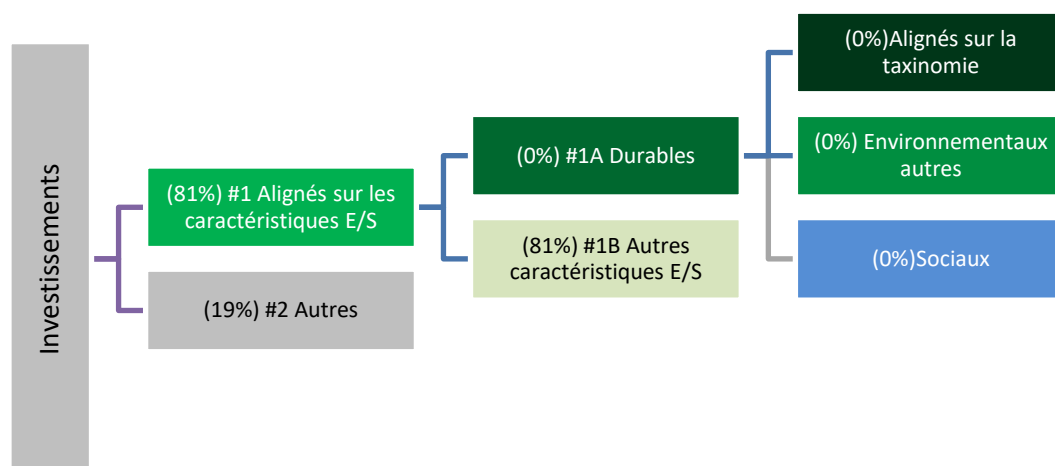 Investissements
(81%) #1 Alignés sur les
caractéristiques E/S
(19%) #2 Autres
(0%) #1A Durables
(81%) #1B Autres
caractéristiques E/S
(0%)Alignés sur la
taxinomie
(0%) Environnementaux
autres
(0%)Sociaux